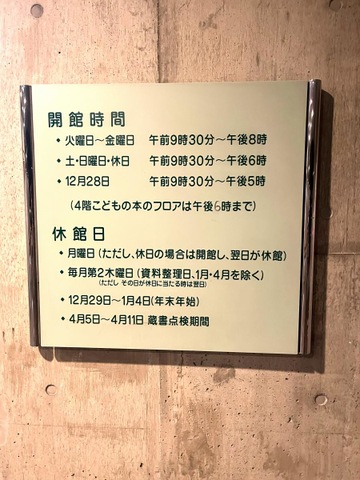 開館時間
◆ 火曜日～金曜日　午前9時30分～午後8時
◆ 土・日曜日・休日　午前9時30分～午後6時
◆ 12月28日　午前9時30分～午後5時
(4階こどもの本のフロアは午後6時まで)
休館日
◆ 月曜日(ただし、休日の場合は開館し、翌日が休館)
◆ 毎月第2木曜日(資料整理日、1月・4月を除く)
(ただし その日が休日に当たる時は翌日)
◆ 12月29日～1月4日(年末年始)
◆ 4月5日～4月11日 蔵書点検期間